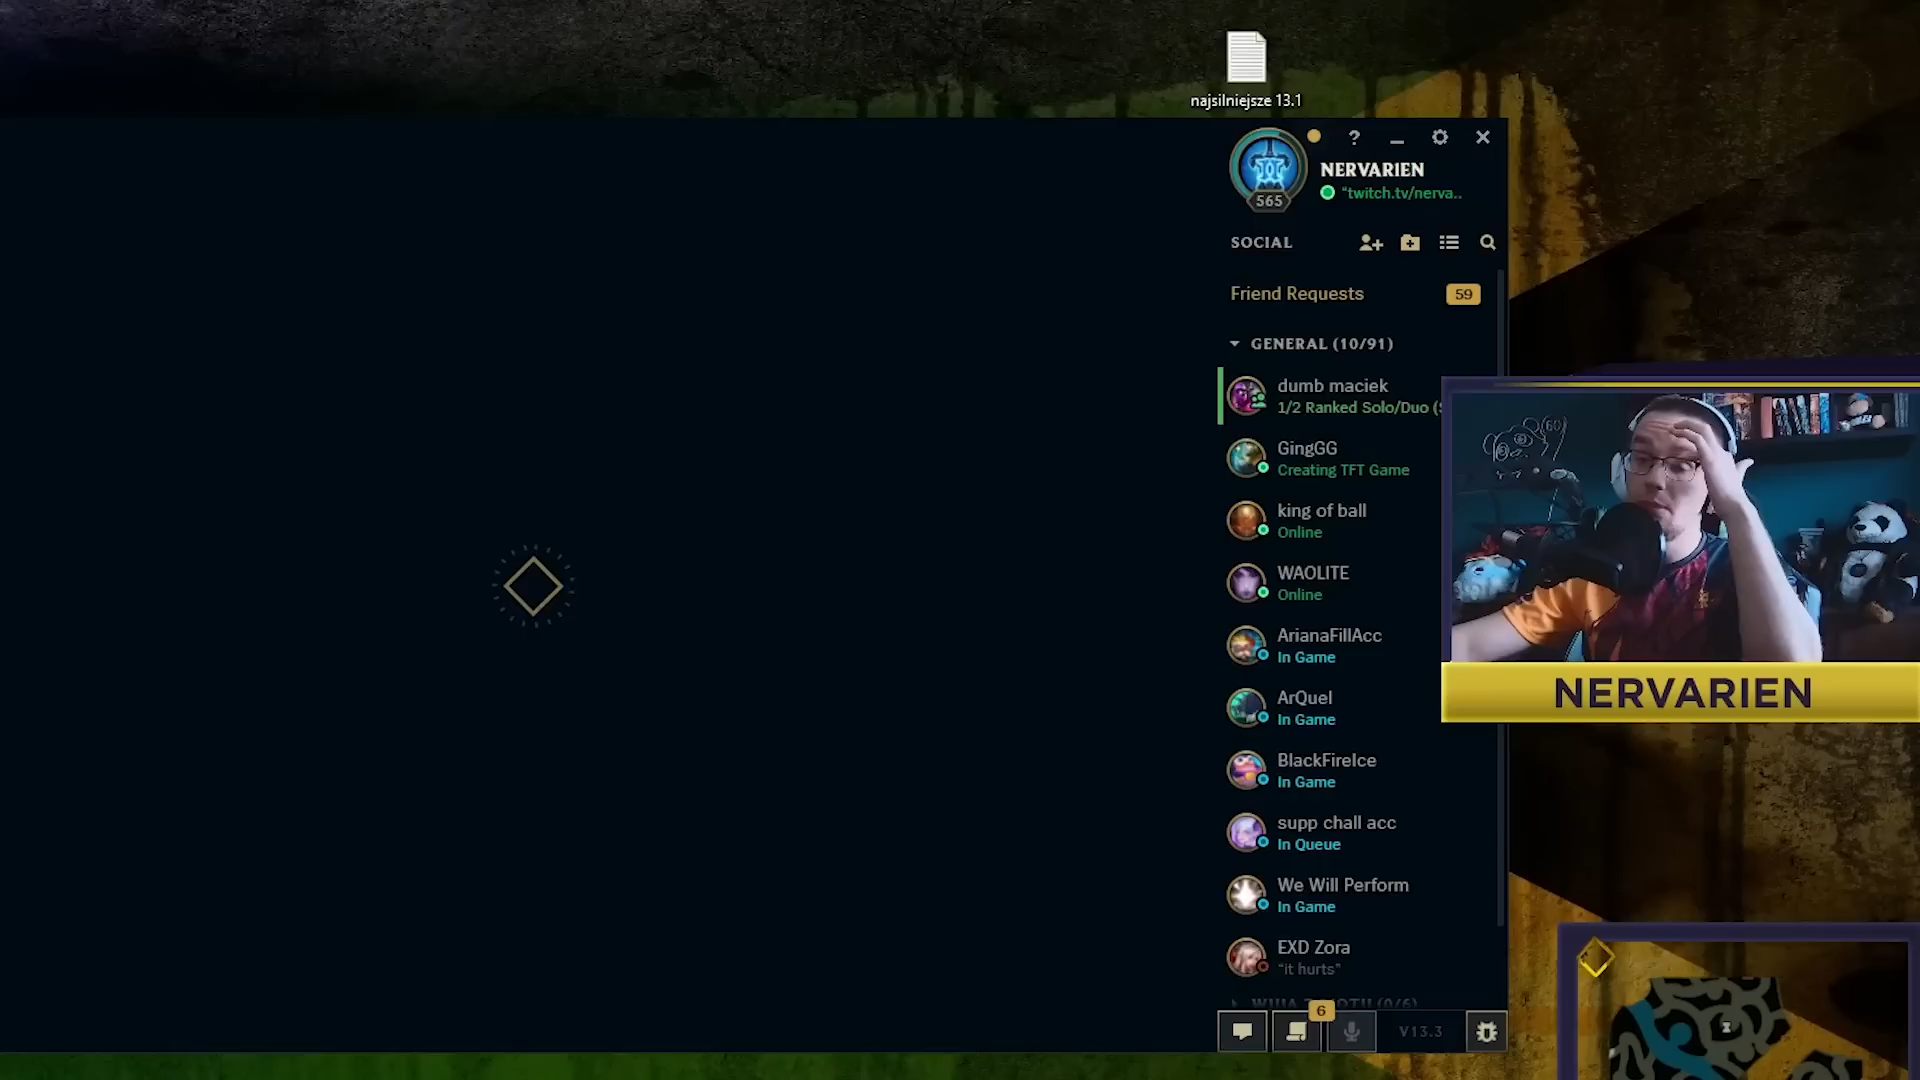 najsilniejsze 13.1
NERVARIEN
565
"twitch.tv/nerva..
SOCIAL
Friend Requests
59
GENERAL (10/91)
dumb maciek
1/2 Ranked Solo/Duo (
GingGG
Creating TFT Game
king of ball
Online
WAOLITE
Online
ArianaFillAcc
In Game
ArQuel
In Game
BlackFireIce
In Game
supp chall acc
In Queue
We Will Perform
In Game
EXD Zora
"it hurts"
(0/6)
6
V13.3
NERVARIEN